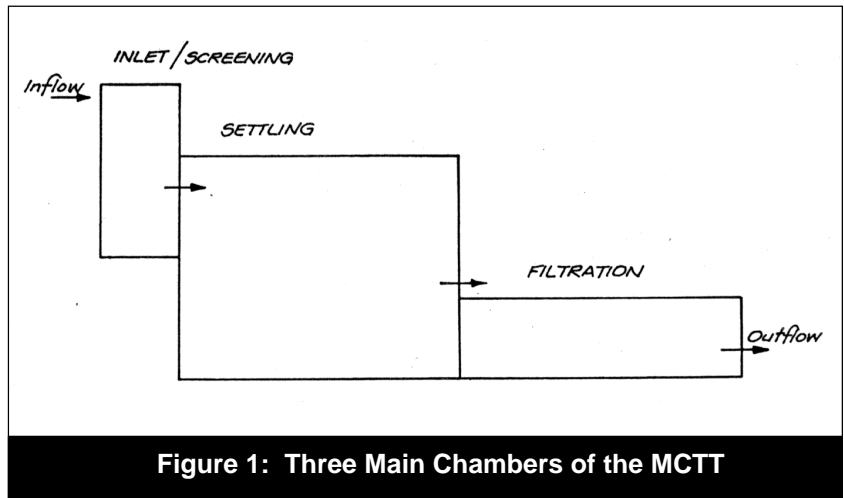 INLET/SCREENING
Inflow
SETTLING
FILTRATION
Outflow
Figure 1: Three Main Chambers of the MCTT